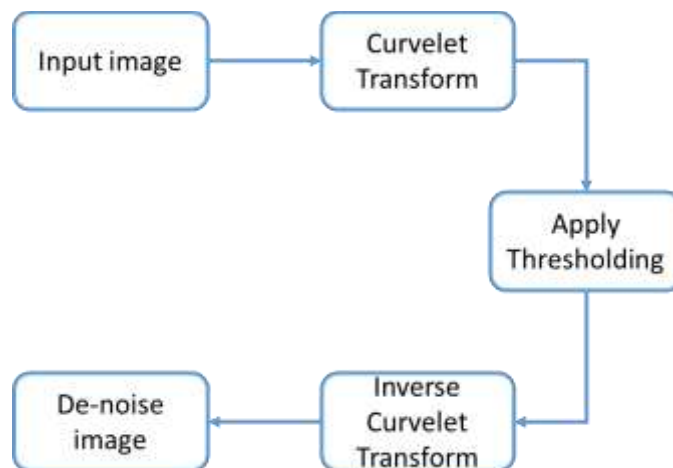 Input image
Curvelet
Transform
Apply
Thresholding
Inverse
Curvelet
Transform
De-noise
image